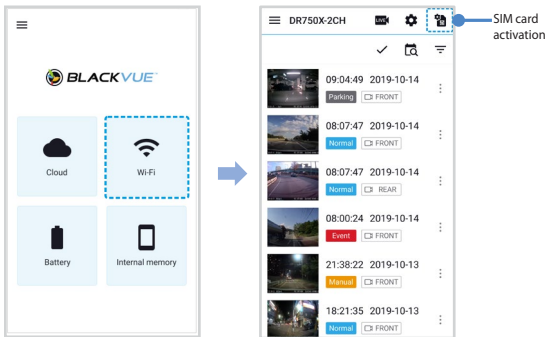 BLACKVUE
Cloud
Wi-Fi
Battery
Internal memory
DR750X-2CH
LIVE
SIM card
activation
09:04:49 2019-10-14
Parking FRONT
08:07:47 2019-10-14
Normal FRONT
08:07:47 2019-10-14
Normal REAR
08:00:24 2019-10-14
Event FRONT
21:38:22 2019-10-13
Manual FRONT
18:21:35 2019-10-13
Normal FRONT